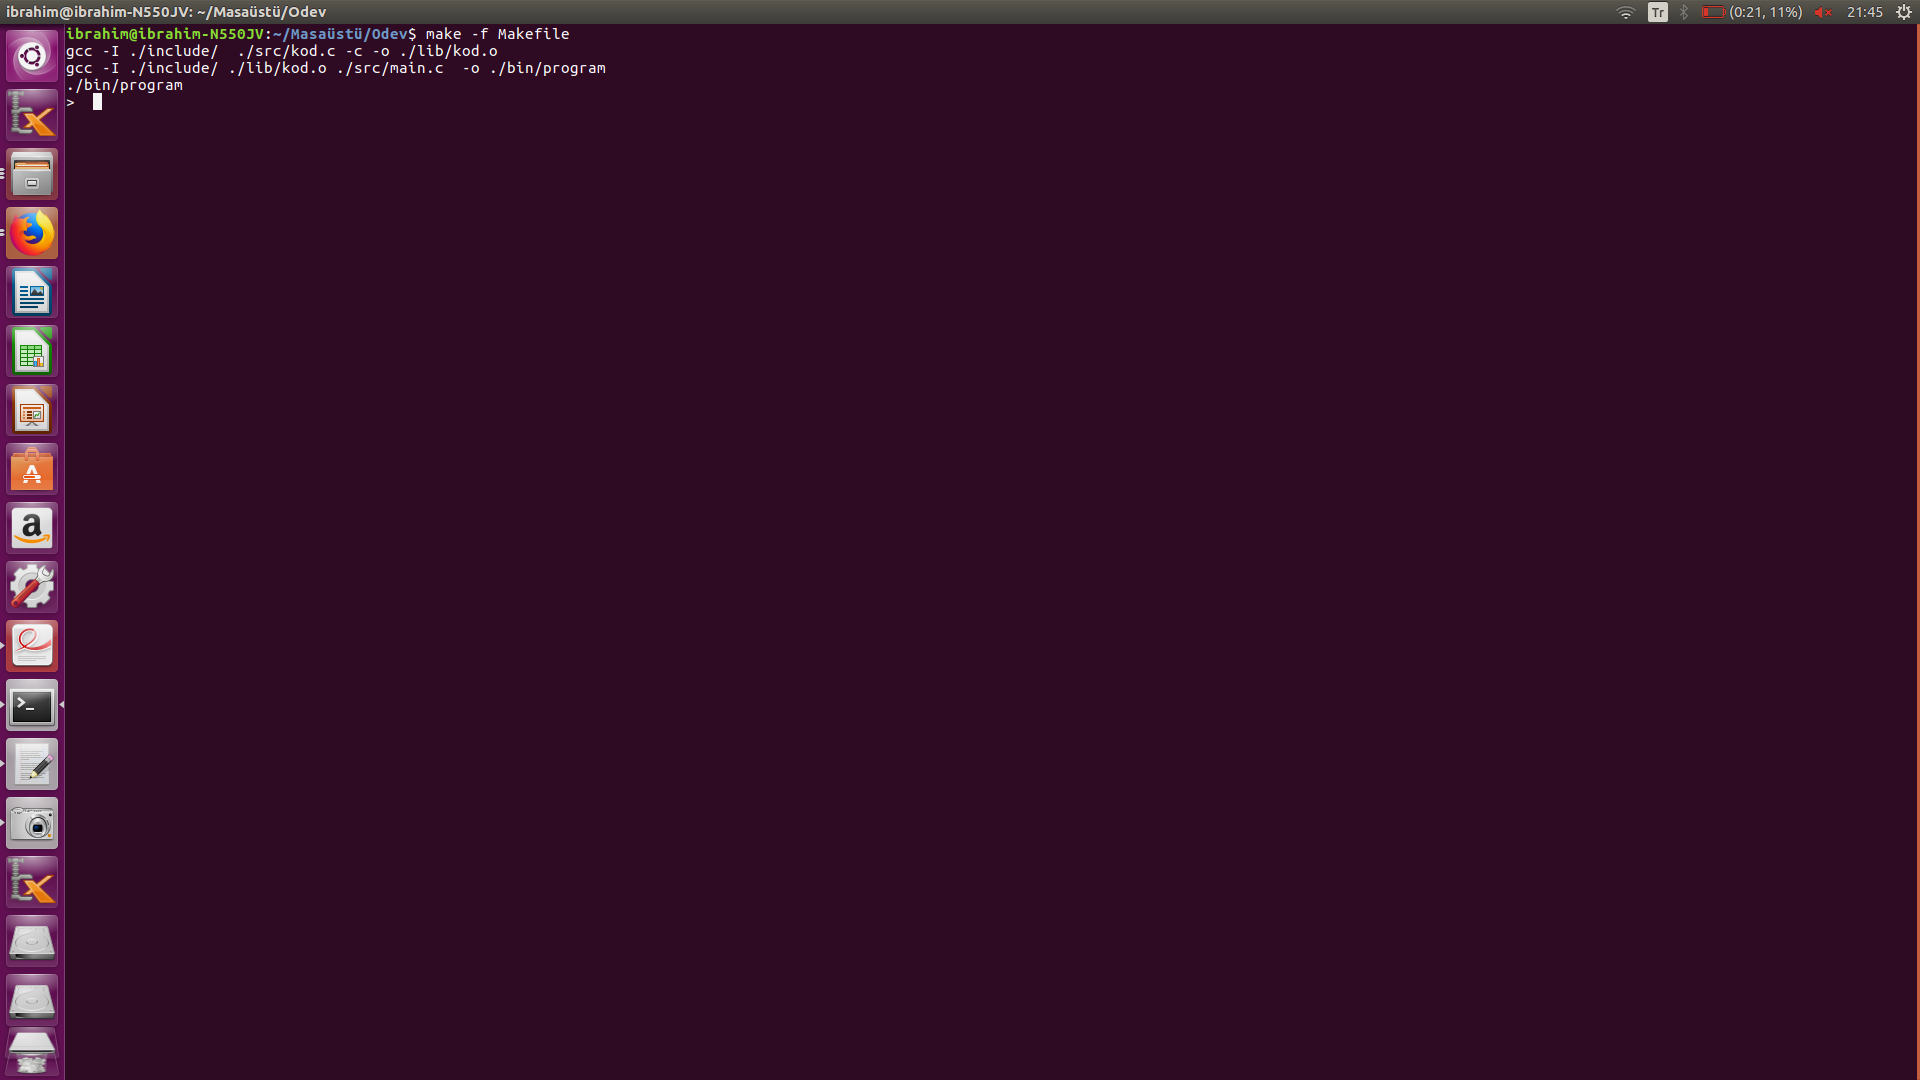 ibrahim@ibrahim-N550JV: ~/Masaüstü/Odev
Tr
(0:21, 11%)
21:45
ibrahim@ibrahim-N550JV:~/Masaüstü/Odev$ make -f Makefile
gcc -I ./include/  ./src/kod.c -c -o ./lib/kod.o
gcc -I ./include/ ./lib/kod.o ./src/main.c  -o ./bin/program
./bin/program
>